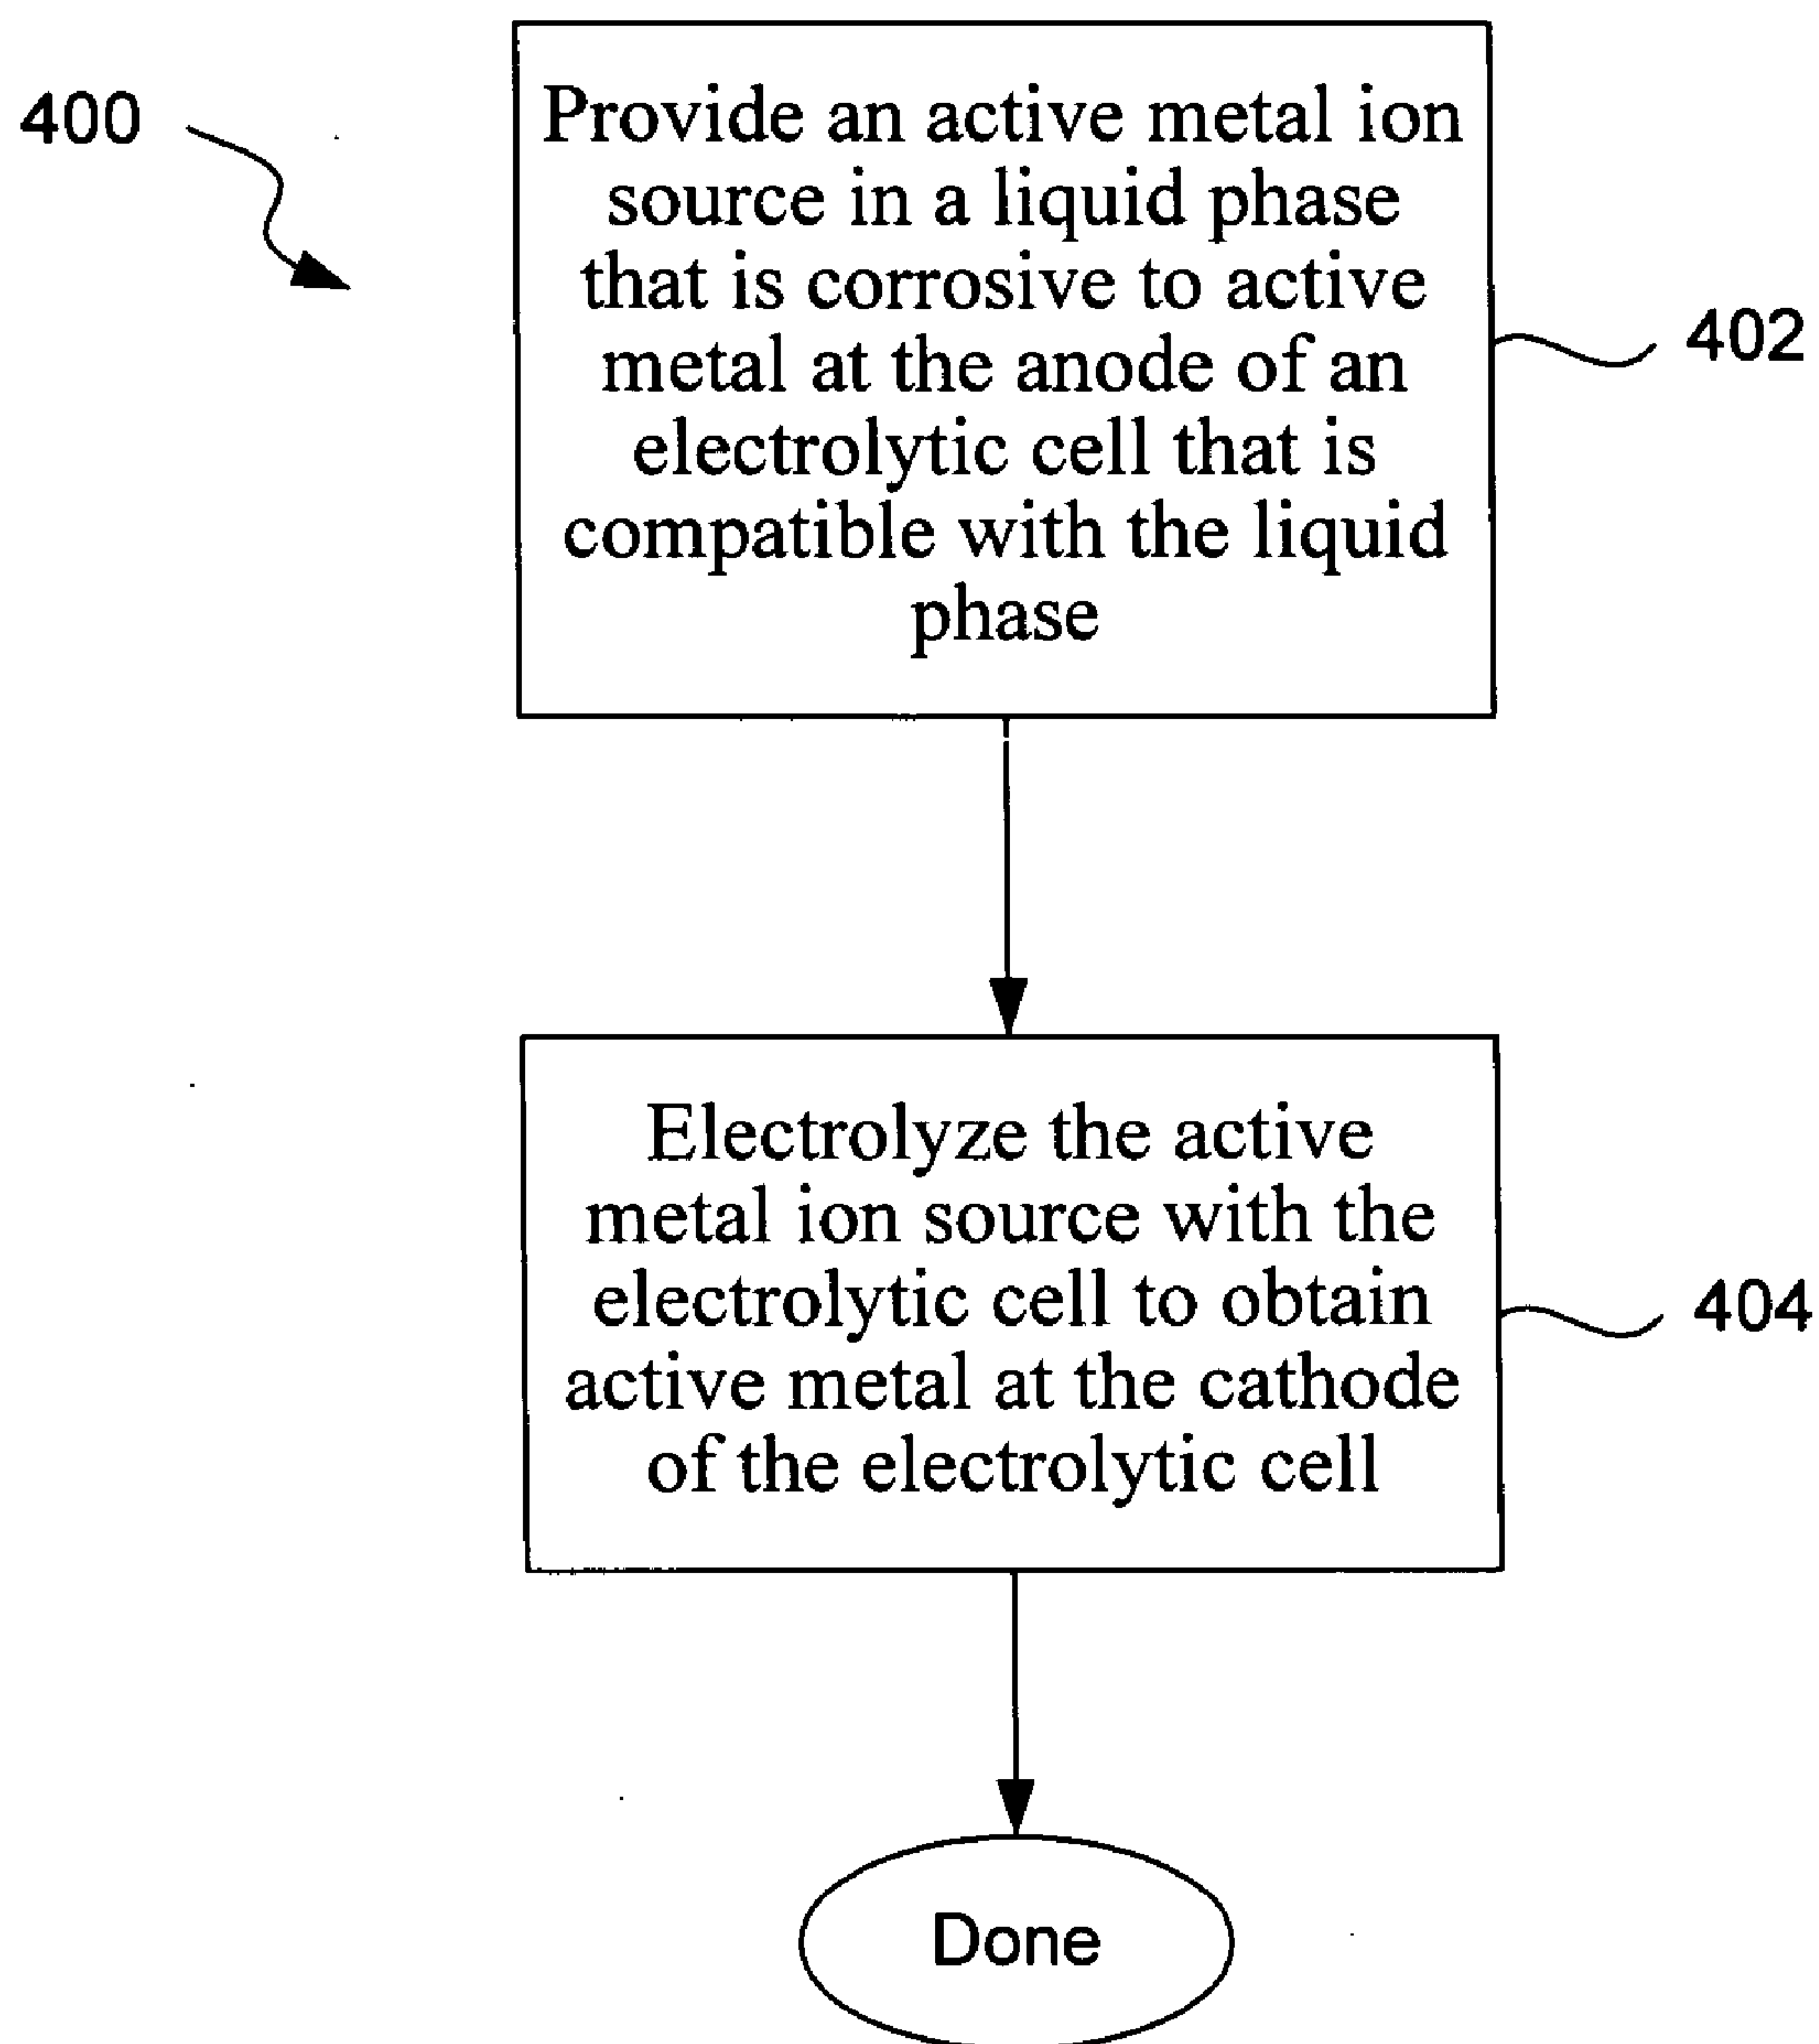 400
Provide an active metal ion
source in a liquid phase
that is corrosive to active
metal at the anode of an
electrolytic cell that is
compatible with the liquid
phase
402
Electrolyze the active
metal ion source with the
electrolytic cell to obtain
active metal at the cathode
of the electrolytic cell
404
Done